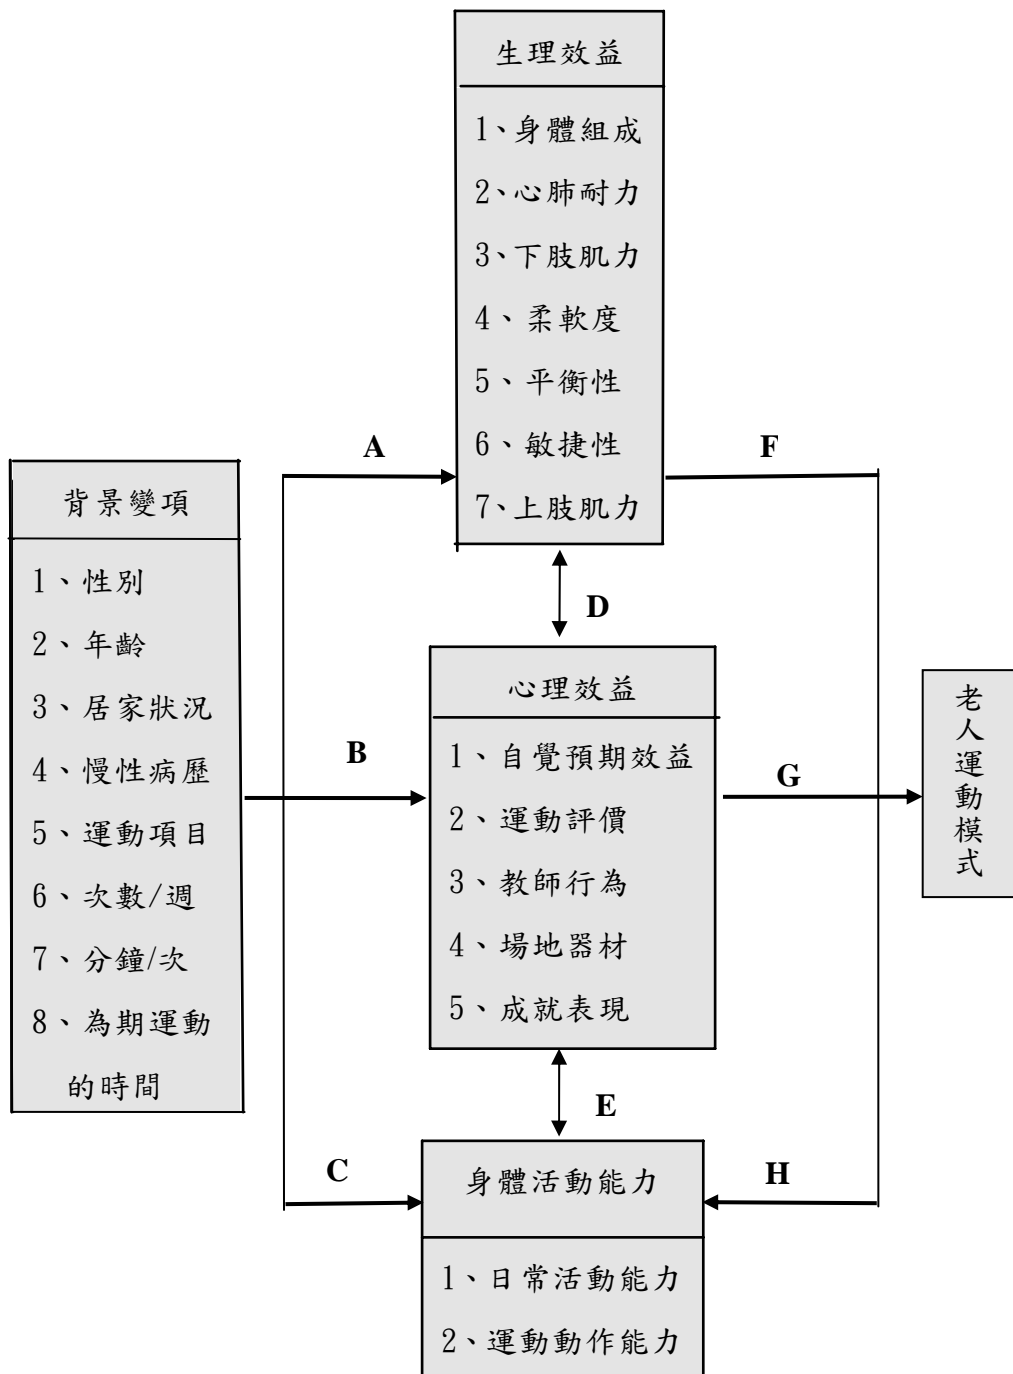 生理效益
1、身體組成
2、心肺耐力
3、下肢肌力
4、柔軟度
5、平衡性
6、敏捷性
7、上肢肌力
A
F
背景變項
1、性別
2、年齡
3、居家狀況
4、慢性病歷
5、運動項目
6、次數/週
7、分鐘/次
8、為期運動
的時間
D
B
心理效益
1、自覺預期效益
2、運動評價
3、教師行為
4、場地器材
5、成就表現
G
老人運動模式
E
C
H
身體活動能力
1、日常活動能力
2、運動動作能力